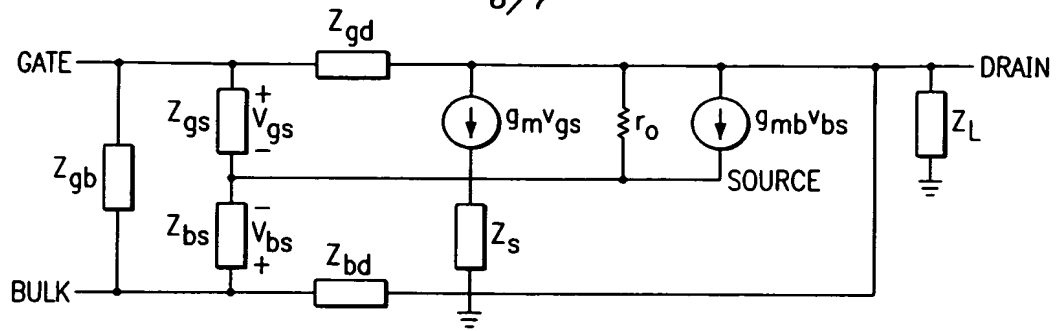 6/7
GATE
Z_gd
DRAIN
Z_gs
+
V_gs
−
g_m v_gs
r_o
g_mb v_bs
Z_L
Z_gb
SOURCE
Z_bs
−
V_bs
+
Z_s
Z_bd
BULK